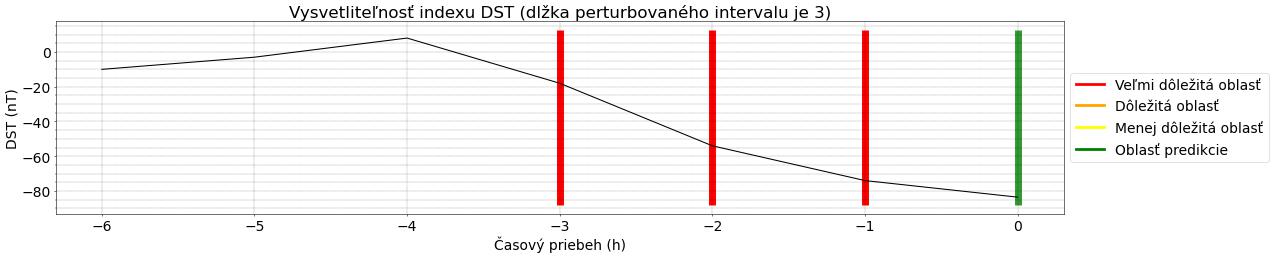 Vysvetliteľnosť indexu DST (dĺžka perturbovaného intervalu je 3)
DST (nT)
0
−20
−40
−60
−80
−6 −5 −4 −3 −2 −1 0
Časový priebeh (h)
Veľmi dôležitá oblasť
Dôležitá oblasť
Menej dôležitá oblasť
Oblasť predikcie